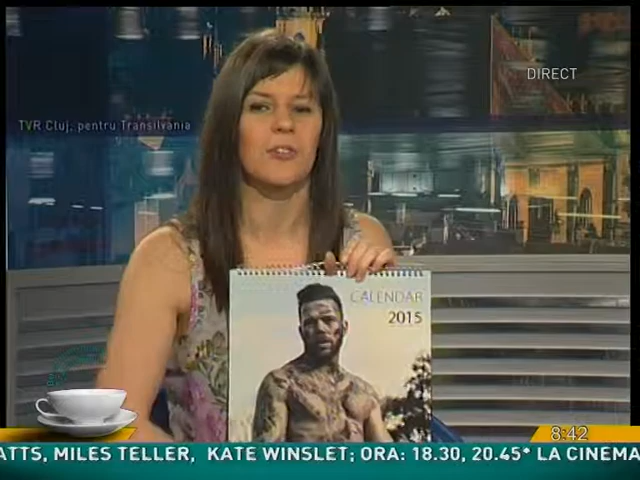 DIRECT
TVR Cluj, pentru Transilvania
CALENDAR
2015
8:42
ATTS, MILES TELLER, KATE WINSLET; ORA: 18.30, 20.45* LA CINEMA